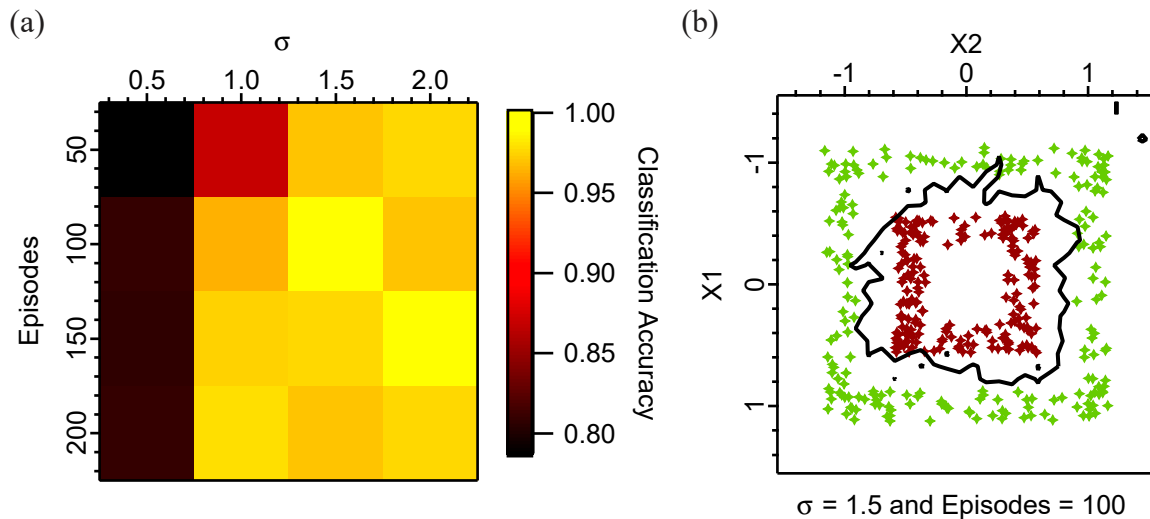 (a)
σ
0.5 1.0 1.5 2.0
Episodes
50
100
150
200
1.00
0.95
0.90
0.85
0.80
Classification Accuracy
(b)
X2
-1 0 1
X1
-1
0
1
σ = 1.5 and Episodes = 100